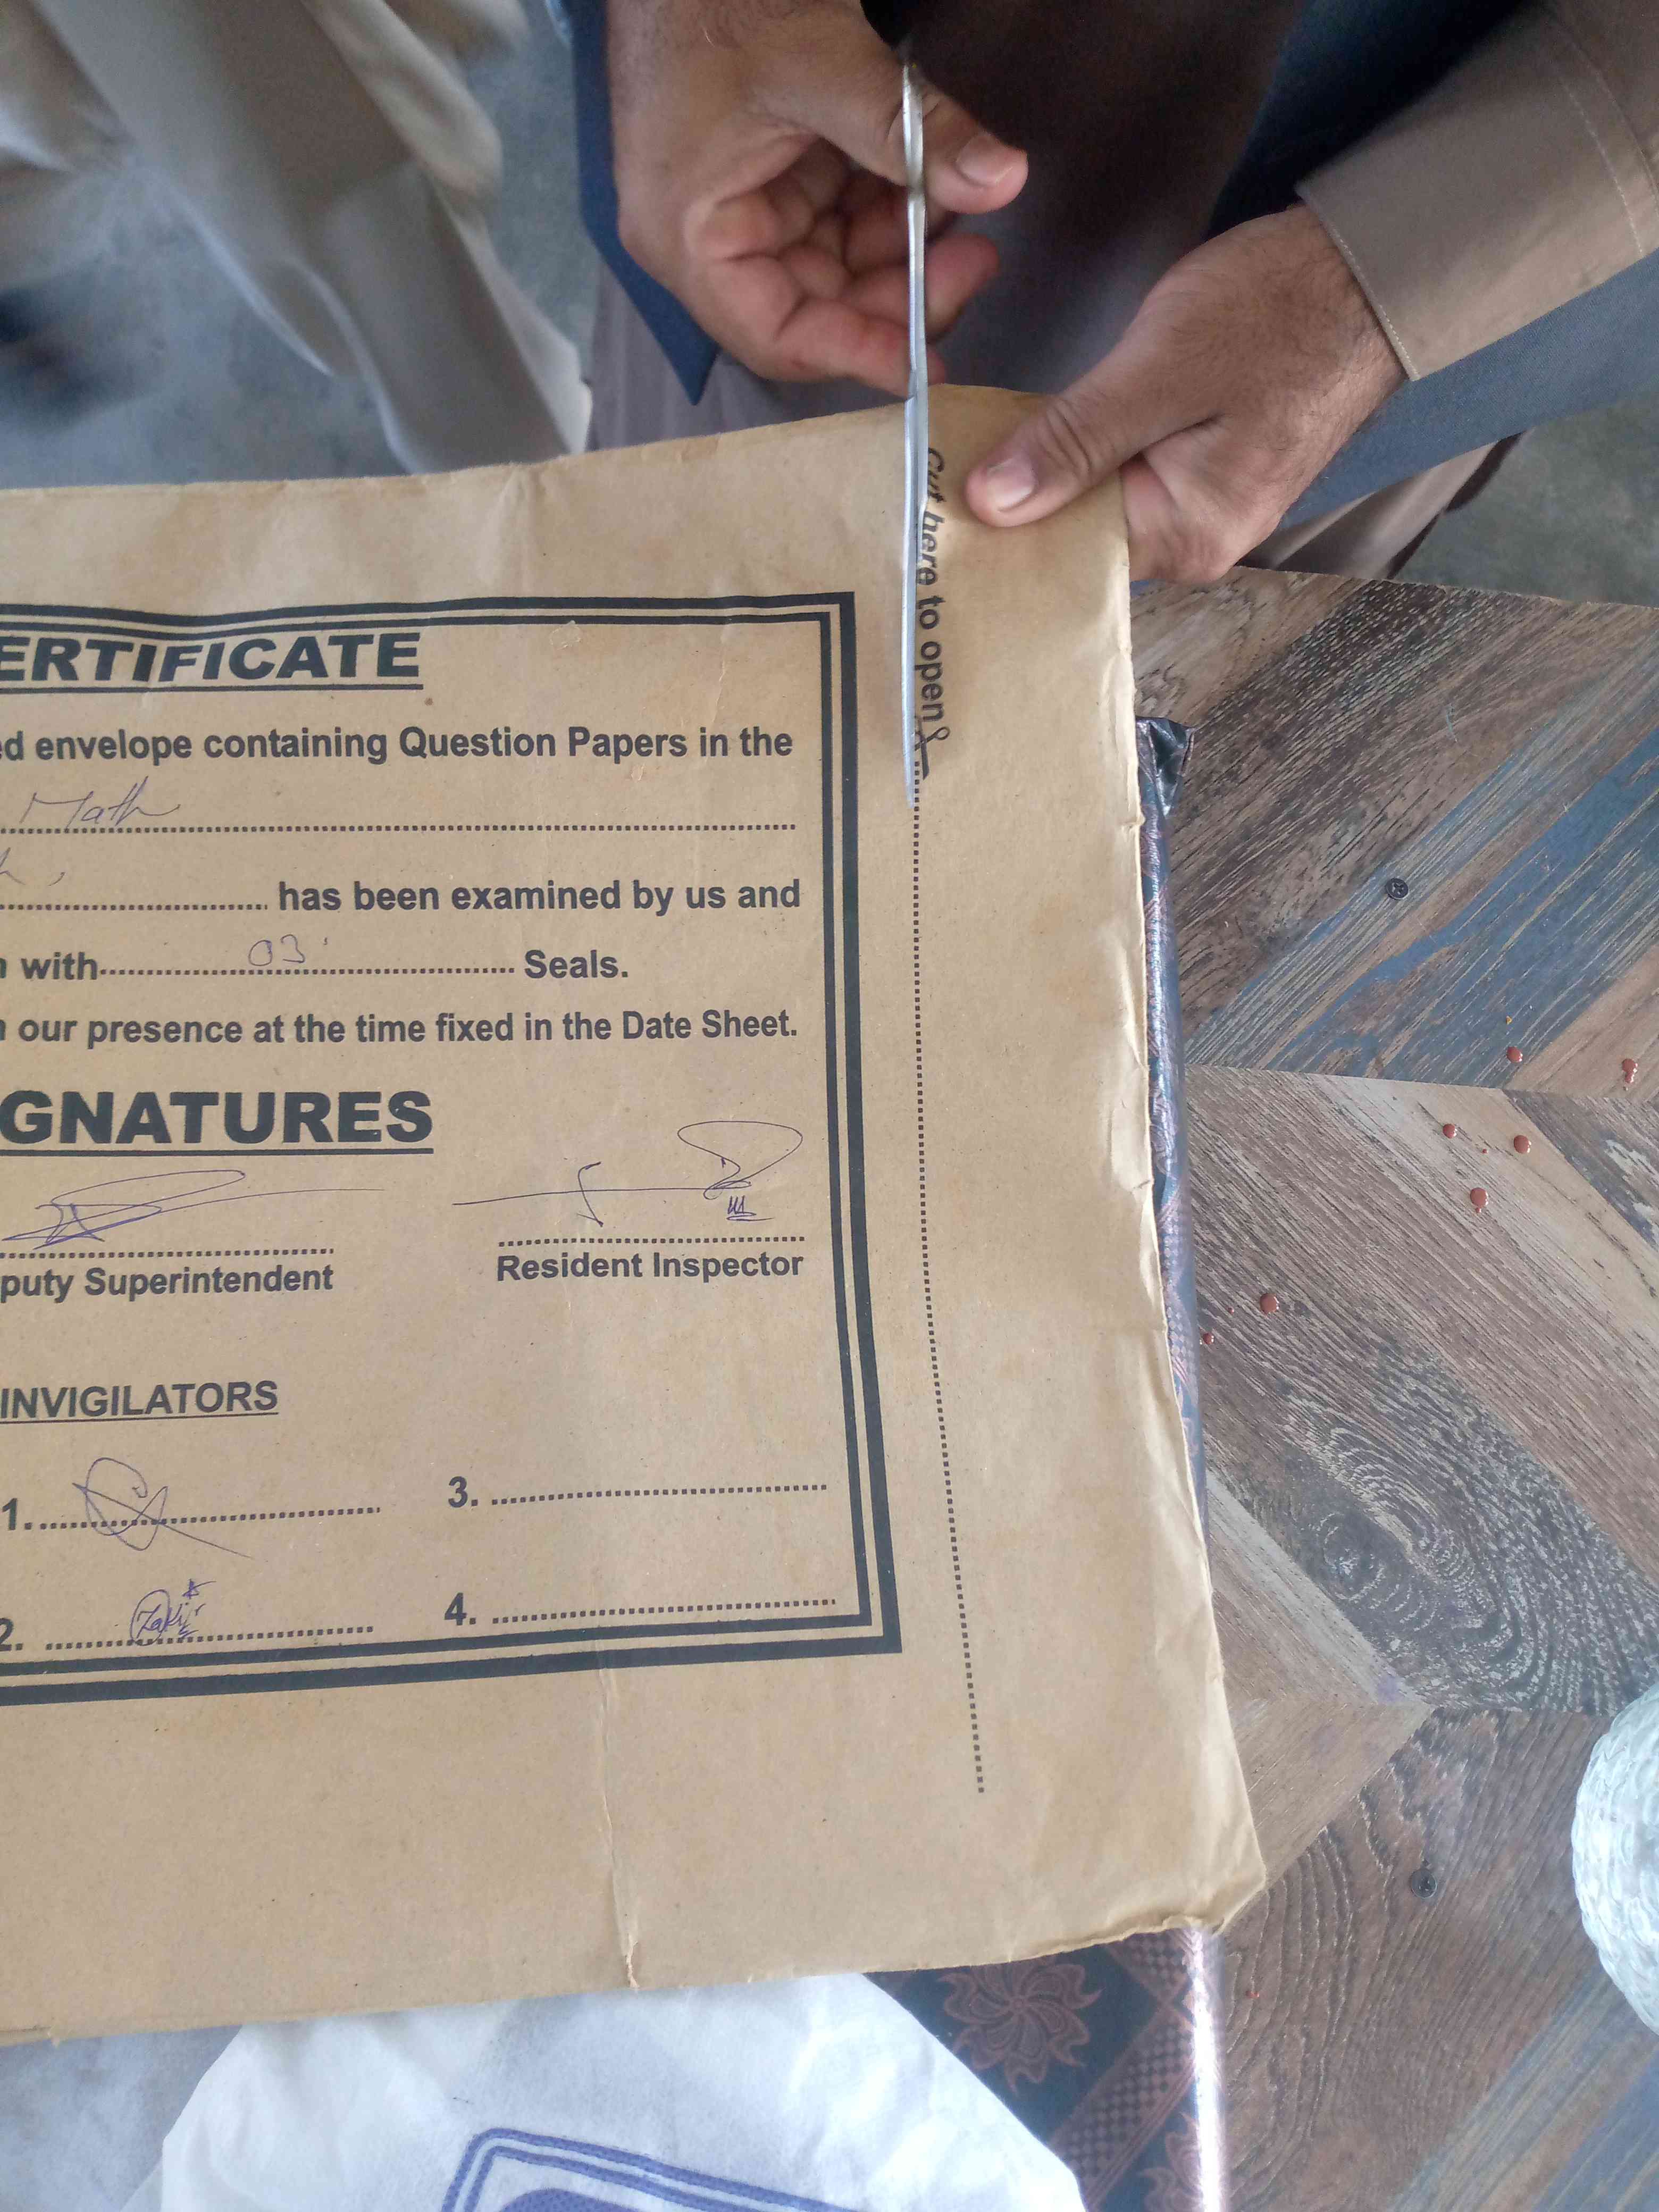 ERTIFICATE
ed envelope containing Question Papers in the
Math
has been examined by us and
with 03 Seals.
our presence at the time fixed in the Date Sheet.
GNATURES
puty Superintendent
Resident Inspector
INVIGILATORS
1.
3.
2. Zakir
4.
Cut here to open